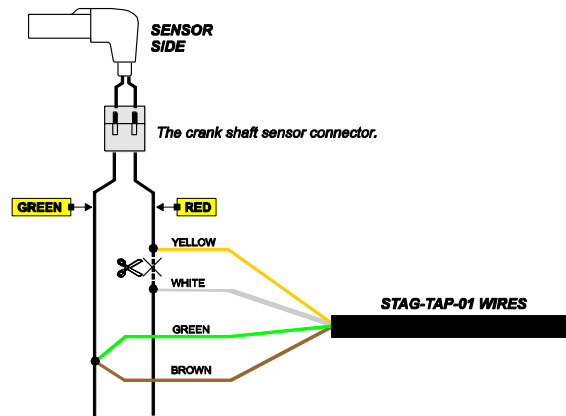 SENSOR
SIDE
The crank shaft sensor connector.
GREEN
RED
YELLOW
WHITE
STAG-TAP-01 WIRES
GREEN
BROWN